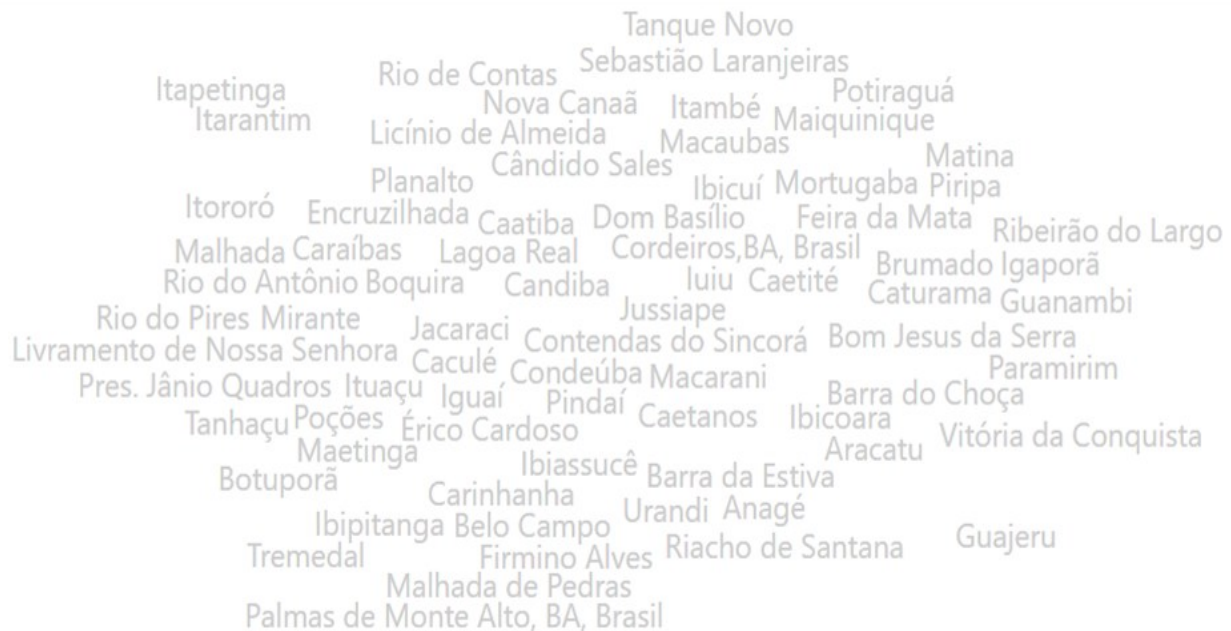 Tanque Novo
Sebastião Laranjeiras
Rio de Contas
Itapetinga
Potiraguá
Nova Canaã
Itambé
Itarantim
Maiquinique
Licínio de Almeida
Macaubas
Matina
Cândido Sales
Planalto
Ibicuí
Mortugaba
Piripa
Itororó
Encruzilhada
Caatiba
Dom Basílio
Feira da Mata
Ribeirão do Largo
Malhada
Caraíbas
Lagoa Real
Cordeiros,BA, Brasil
Brumado
Igaporã
Rio do Antônio
Boquira
Candiba
Iuiu
Caetité
Caturama
Guanambi
Jussiape
Rio do Pires
Mirante
Jacaraci
Contendas do Sincorá
Bom Jesus da Serra
Livramento de Nossa Senhora
Caculé
Condeúba
Macarani
Paramirim
Pres. Jânio Quadros
Ituaçu
Iguaí
Pindaí
Barra do Choça
Tanhaçu
Poções
Érico Cardoso
Caetanos
Ibicoara
Vitória da Conquista
Maetinga
Aracatu
Ibiassucê
Botuporã
Barra da Estiva
Carinhanha
Urandi
Anagé
Ibipitanga
Belo Campo
Guajeru
Tremedal
Firmino Alves
Riacho de Santana
Malhada de Pedras
Palmas de Monte Alto, BA, Brasil